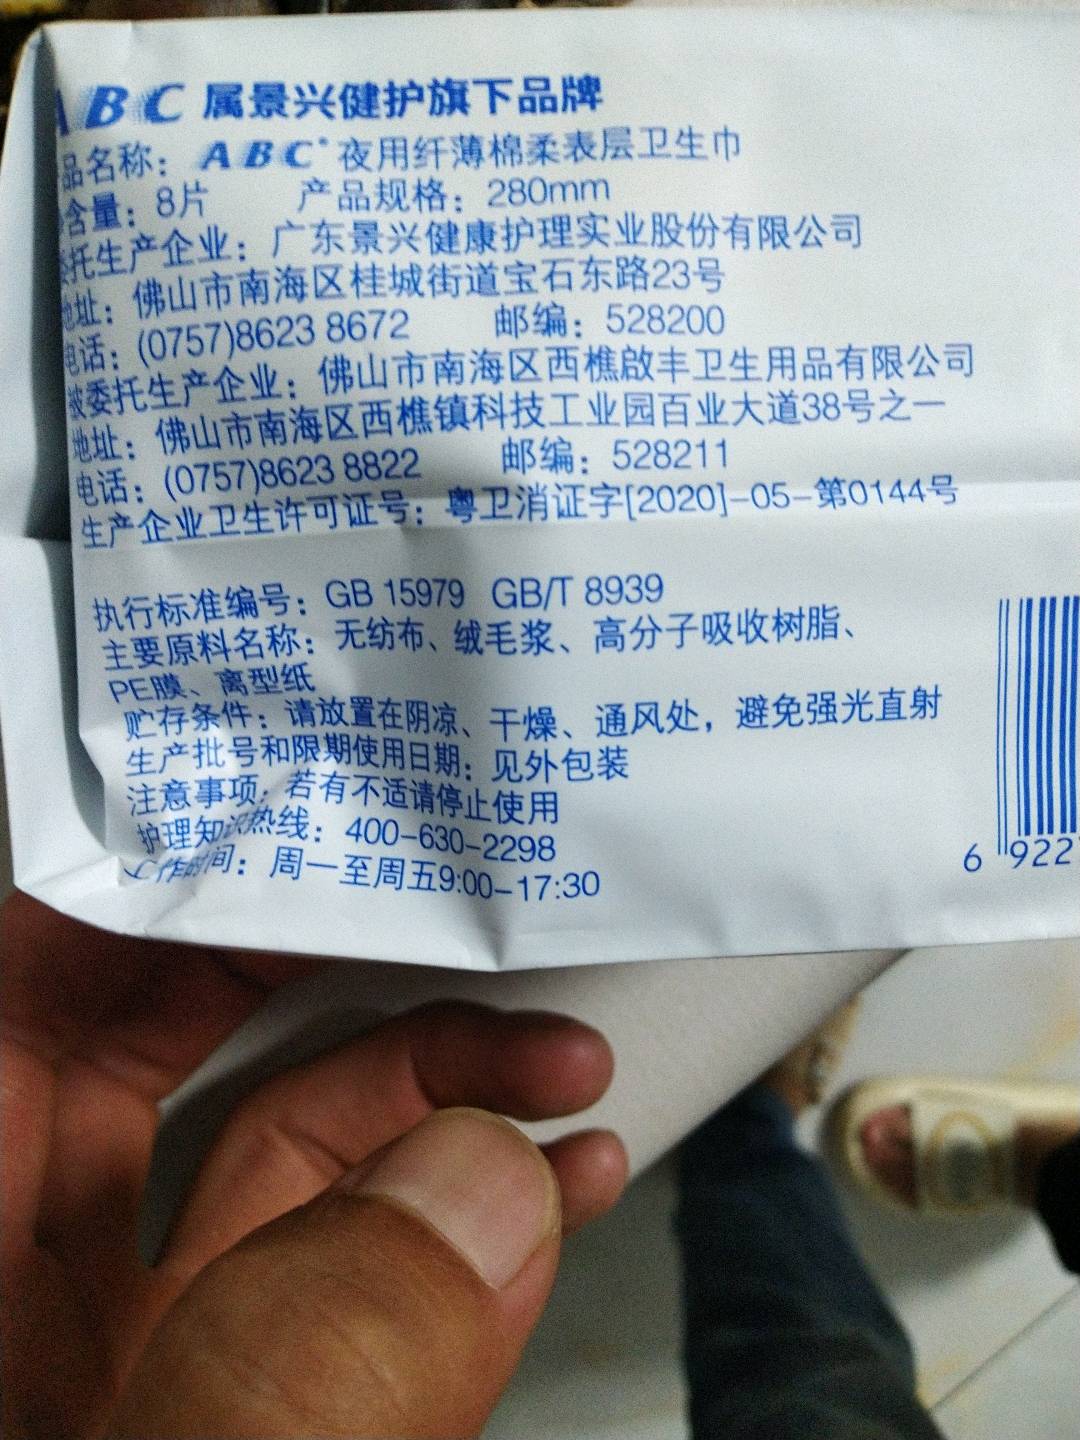 ABC 属景兴健护旗下品牌
品名称：ABC® 夜用纤薄棉柔表层卫生巾
含量：8片 产品规格：280mm
委托生产企业：广东景兴健康护理实业股份有限公司
地址：佛山市南海区桂城街道宝石东路23号
电话：(0757)8623 8672 邮编：528200
被委托生产企业：佛山市南海区西樵啟丰卫生用品有限公司
地址：佛山市南海区西樵镇科技工业园百业大道38号之一
电话：(0757)8623 8822 邮编：528211
生产企业卫生许可证号：粤卫消证字[2020]-05-第0144号
执行标准编号：GB 15979 GB/T 8939
主要原料名称：无纺布、绒毛浆、高分子吸收树脂、
PE膜、离型纸
贮存条件：请放置在阴凉、干燥、通风处，避免强光直射
生产批号和限期使用日期：见外包装
注意事项：若有不适请停止使用
护理知识热线：400-630-2298
工作时间：周一至周五9:00-17:30
6 922